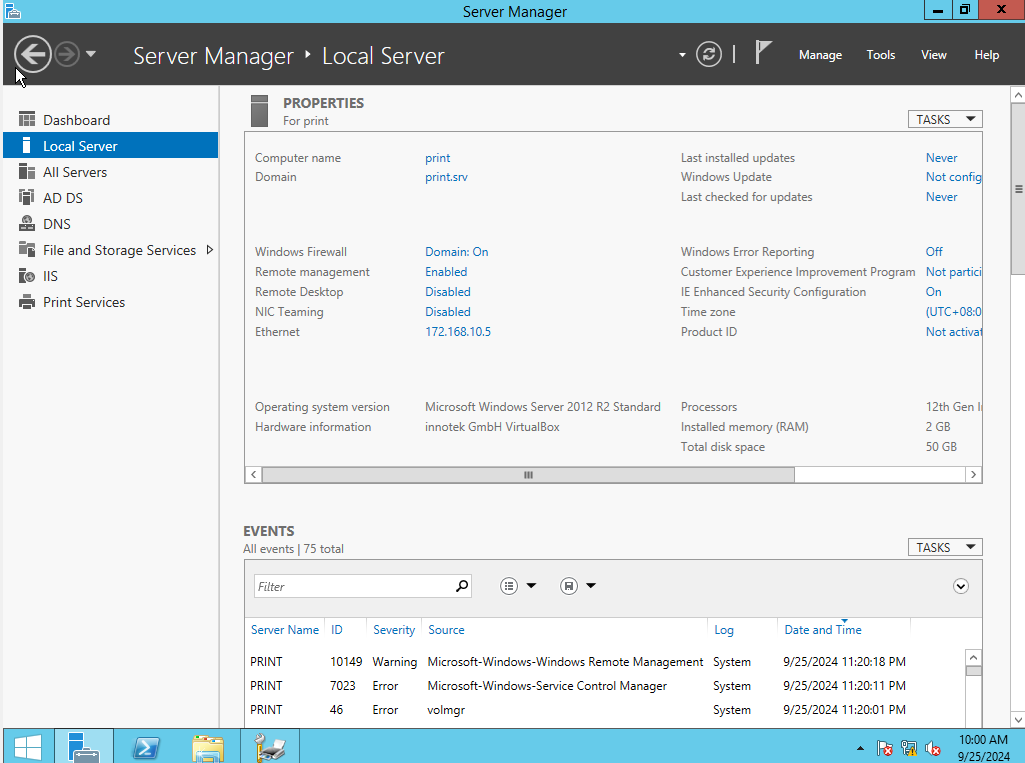 Server Manager
Server Manager ‣ Local Server
Manage Tools View Help
Dashboard
Local Server
All Servers
AD DS
DNS
File and Storage Services
IIS
Print Services
PROPERTIES
For print
TASKS
Computer name print
Domain print.srv
Last installed updates Never
Windows Update Not config
Last checked for updates Never
Windows Firewall Domain: On
Remote management Enabled
Remote Desktop Disabled
NIC Teaming Disabled
Ethernet 172.168.10.5
Windows Error Reporting Off
Customer Experience Improvement Program Not partici
IE Enhanced Security Configuration On
Time zone (UTC+08:0
Product ID Not activat
Operating system version Microsoft Windows Server 2012 R2 Standard
Hardware information innotek GmbH VirtualBox
Processors 12th Gen I
Installed memory (RAM) 2 GB
Total disk space 50 GB
EVENTS
All events | 75 total
TASKS
Filter
Server Name ID Severity Source Log Date and Time
PRINT 10149 Warning Microsoft-Windows-Windows Remote Management System 9/25/2024 11:20:18 PM
PRINT 7023 Error Microsoft-Windows-Service Control Manager System 9/25/2024 11:20:11 PM
PRINT 46 Error volmgr System 9/25/2024 11:20:01 PM
10:00 AM
9/25/2024